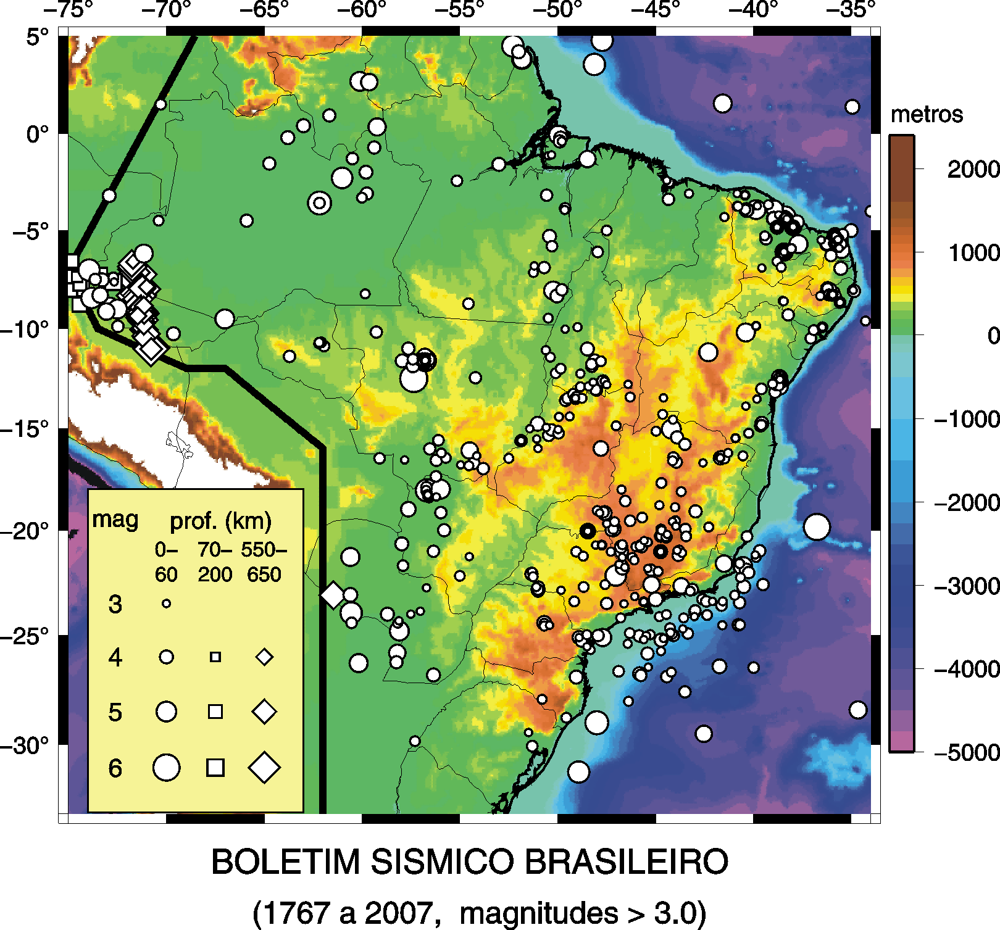 −75° −70° −65° −60° −55° −50° −45° −40° −35°
5°
0°
−5°
−10°
−15°
−20°
−25°
−30°
metros
2000
1000
0
−1000
−2000
−3000
−4000
−5000
mag prof. (km)
0− 70− 550−
60 200 650
3
4
5
6
BOLETIM SISMICO BRASILEIRO
(1767 a 2007, magnitudes > 3.0)